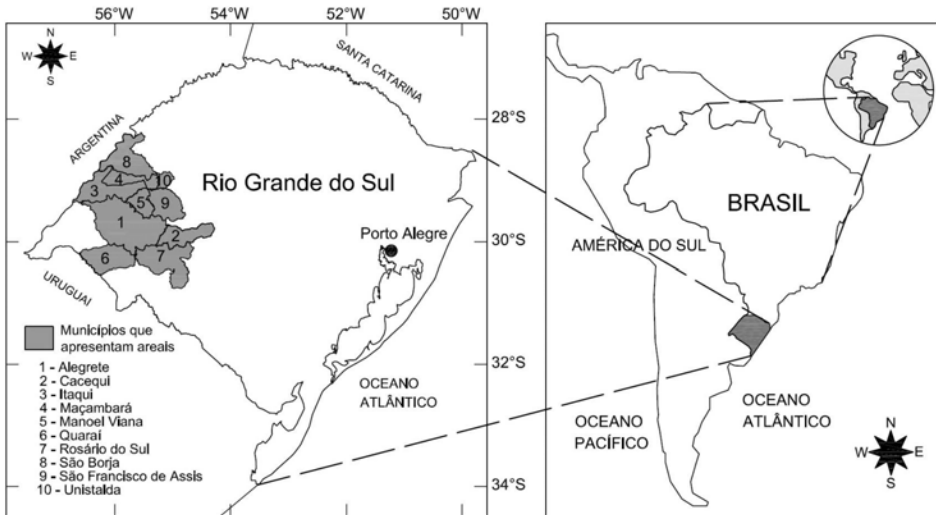 56°W 54°W 52°W 50°W
N
W E
S
SANTA CATARINA
ARGENTINA
28°S
8
4 10
3
5 9
Rio Grande do Sul
1
2
Porto Alegre
30°S
6 7
URUGUAI
Municípios que
apresentam areais
1 - Alegrete
2 - Cacequi
3 - Itaqui
4 - Maçambará
5 - Manoel Viana
6 - Quaraí
7 - Rosário do Sul
8 - São Borja
9 - São Francisco de Assis
10 - Unistalda
32°S
OCEANO
ATLÂNTICO
34°S
BRASIL
AMÉRICA DO SUL
OCEANO
PACÍFICO
OCEANO
ATLÂNTICO
N
W E
S